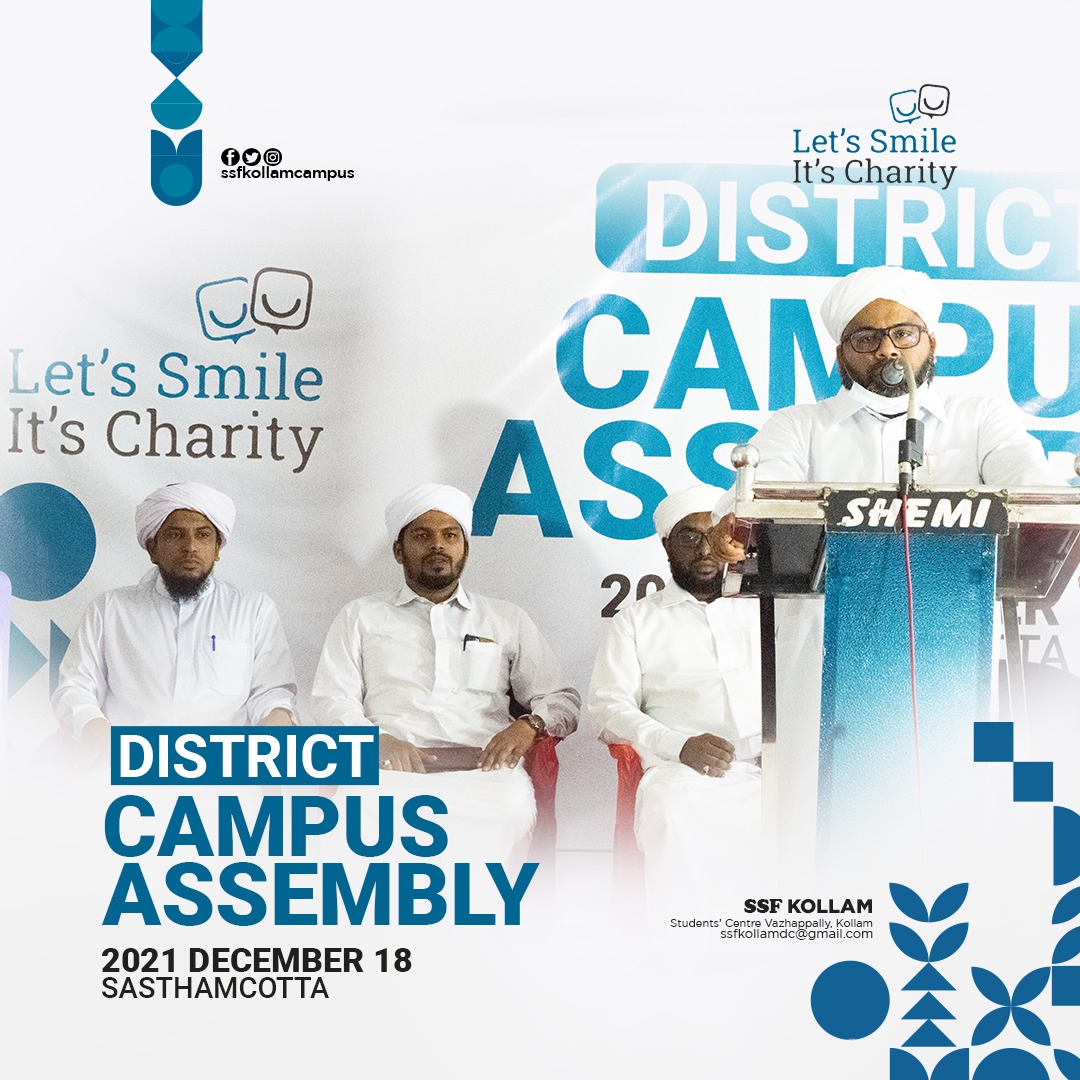 ssfkollamcampus
Let's Smile
It's Charity
DISTRICT
CAMPU
ASS
20
Let's Smile
It's Charity
SHEMI
DISTRICT
CAMPUS
ASSEMBLY
2021 DECEMBER 18
SASTHAMCOTTA
SSF KOLLAM
Students' Centre Vazhappally, Kollam
ssfkollamdc@gmail.com